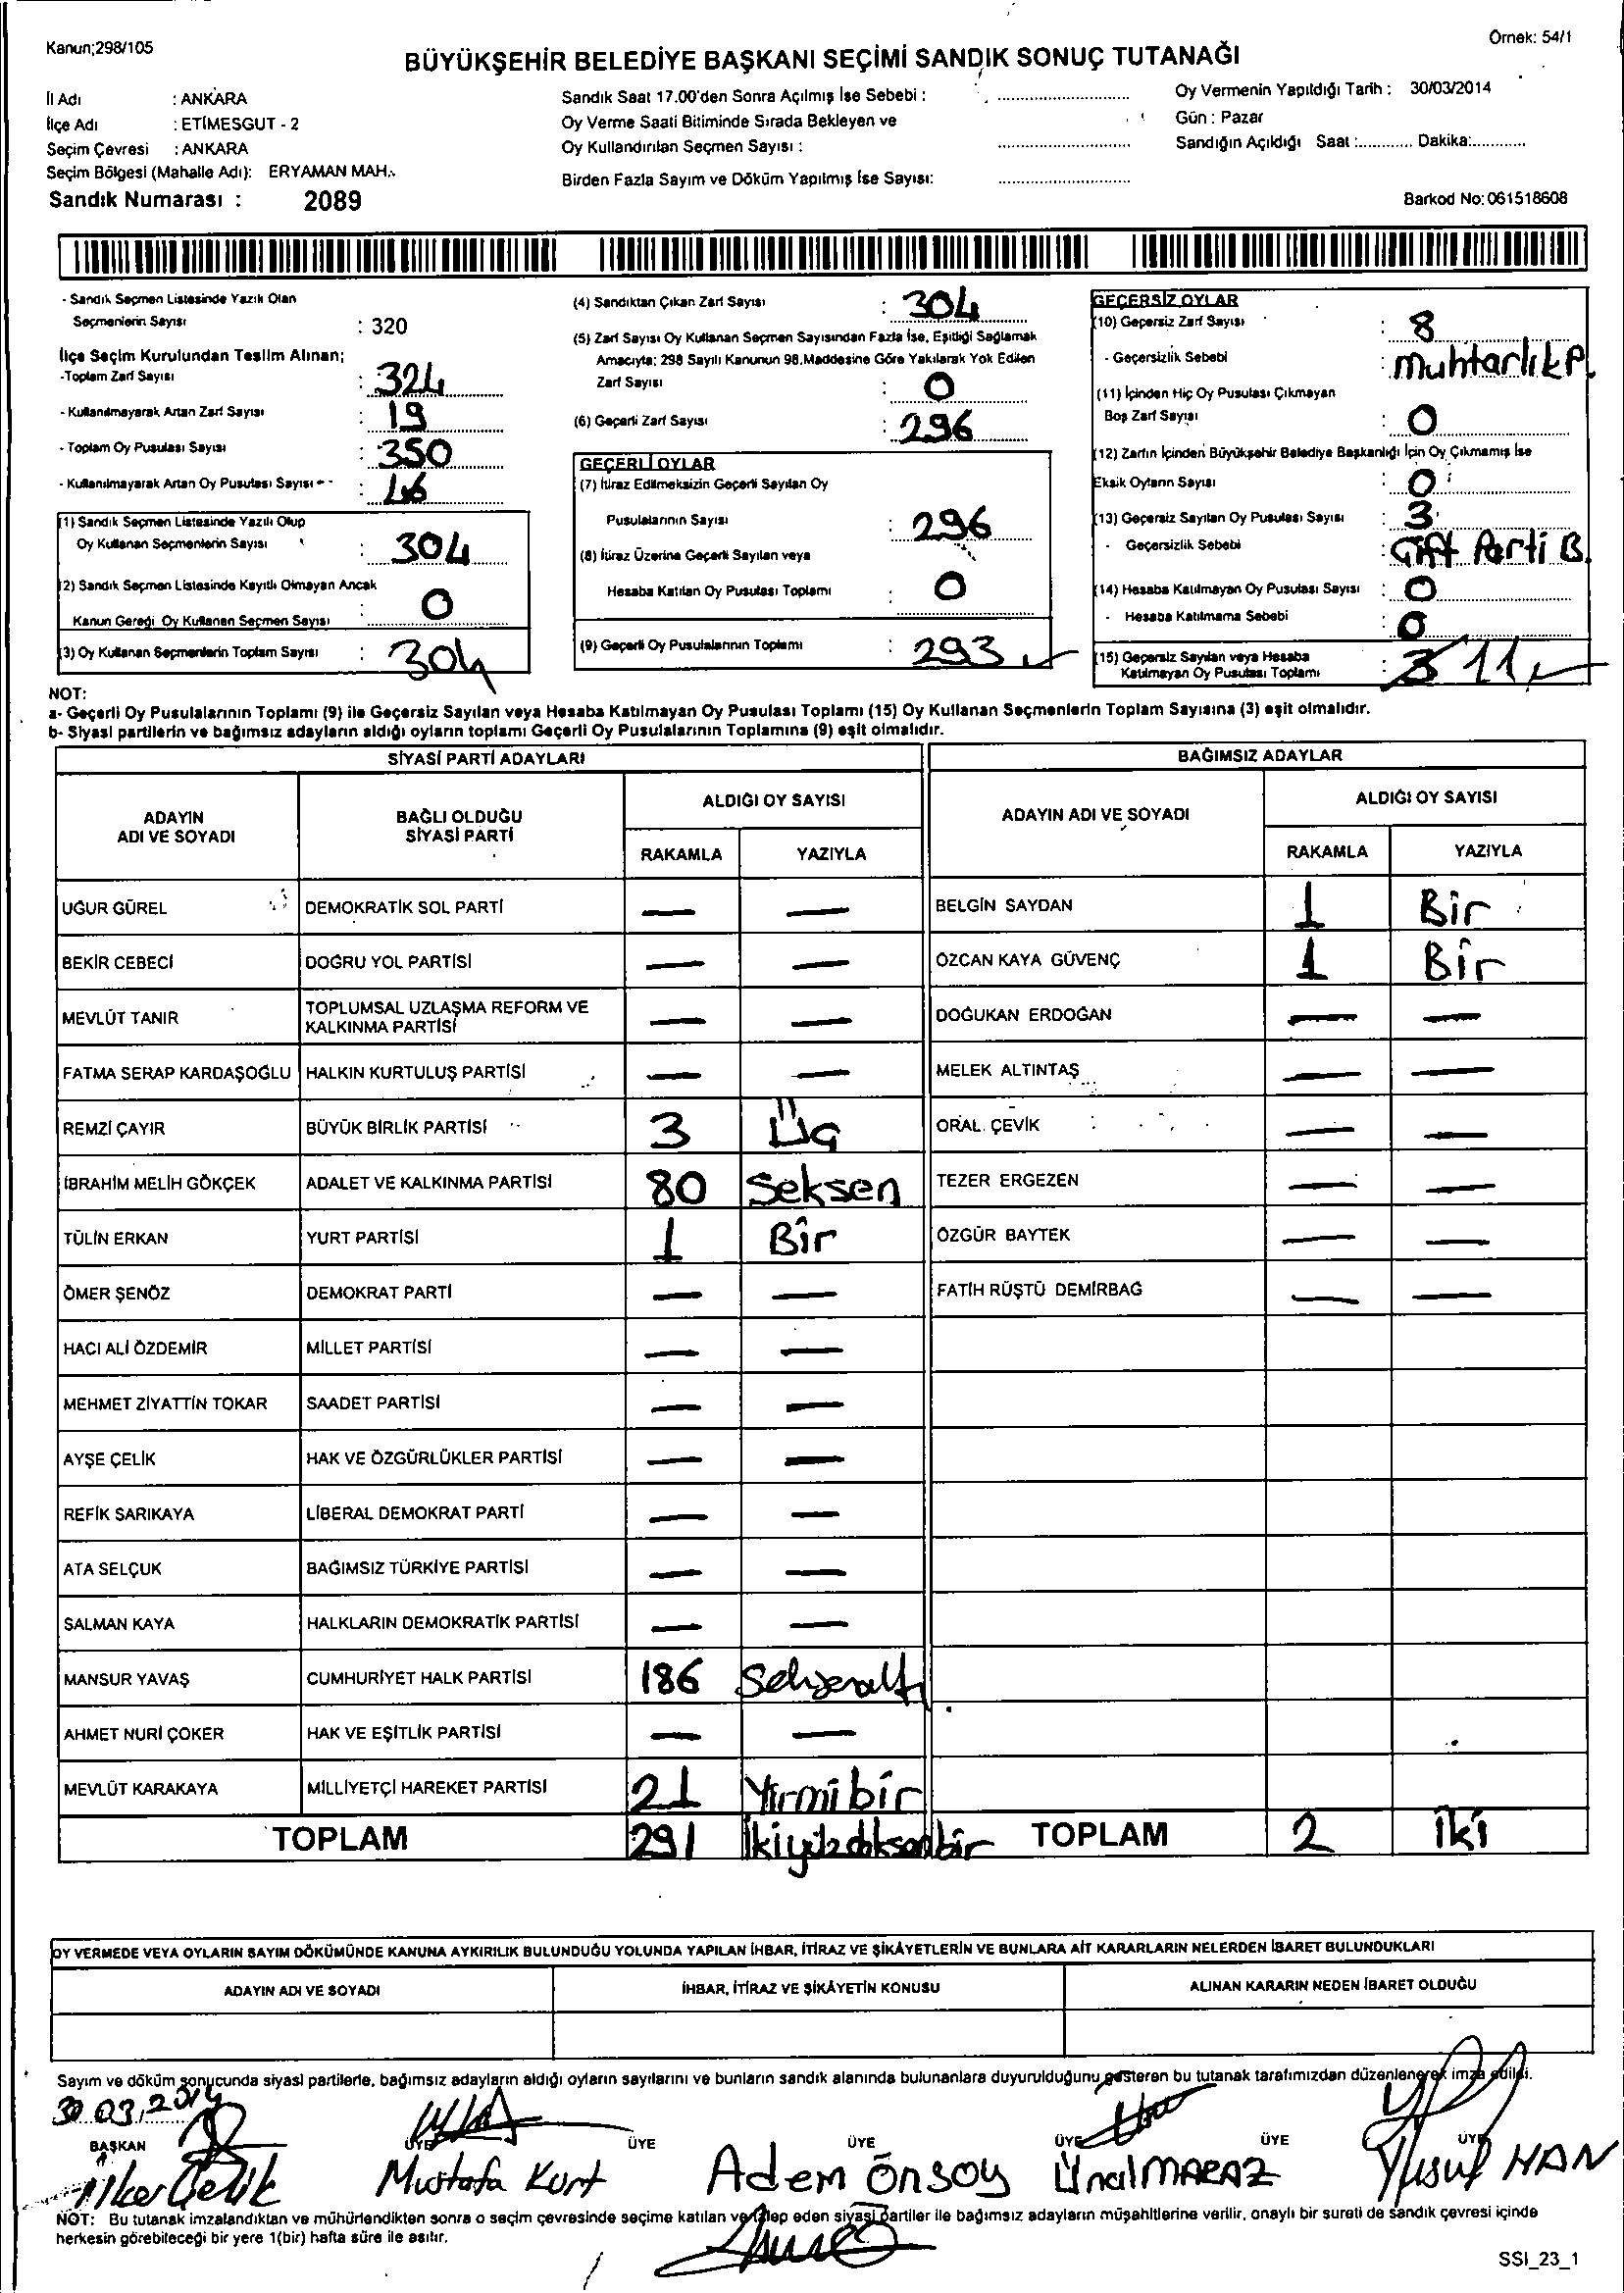 Kanun;298/105
Örnek: 54/1
BÜYÜKŞEHİR BELEDİYE BAŞKANI SEÇİMİ SANDIK SONUÇ TUTANAĞI
İl Adı : ANKARA
İlçe Adı : ETİMESGUT - 2
Seçim Çevresi : ANKARA
Seçim Bölgesi (Mahalle Adı): ERYAMAN MAH.
Sandık Numarası : 2089
Sandık Saat 17.00'den Sonra Açılmış İse Sebebi :
Oy Verme Saati Bitiminde Sırada Bekleyen ve
Oy Kullandırılan Seçmen Sayısı :
Birden Fazla Sayım ve Döküm Yapılmış İse Sayısı:
Oy Vermenin Yapıldığı Tarih : 30/03/2014
Gün : Pazar
Sandığın Açıldığı Saat :............ Dakika:............
Barkod No: 061518608
- Sandık Seçmen Listesinde Yazılı Olan
Seçmenlerin Sayısı : 320
İlçe Seçim Kurulundan Teslim Alınan;
-Toplam Zarf Sayısı : 324
- Kullanılmayarak Artan Zarf Sayısı : 19
- Toplam Oy Pusulası Sayısı : 350
- Kullanılmayarak Artan Oy Pusulası Sayısı : 46
(1) Sandık Seçmen Listesinde Yazılı Olup
Oy Kullanan Seçmenlerin Sayısı : 304
(2) Sandık Seçmen Listesinde Kayıtlı Olmayan Ancak
Kanun Gereği Oy Kullanan Seçmen Sayısı : 0
(3) Oy Kullanan Seçmenlerin Toplam Sayısı : 304
(4) Sandıktan Çıkan Zarf Sayısı : 304
(5) Zarf Sayısı Oy Kullanan Seçmen Sayısından Fazla İse, Eşitliği Sağlamak
Amacıyla; 298 Sayılı Kanunun 98.Maddesine Göre Yakılarak Yok Edilen
Zarf Sayısı : 0
(6) Geçerli Zarf Sayısı : 296
GEÇERLİ OYLAR
(7) İtiraz Edilmeksizin Geçerli Sayılan Oy
Pusulalarının Sayısı : 296
(8) İtiraz Üzerine Geçerli Sayılan veya
Hesaba Katılan Oy Pusulası Toplamı : 0
(9) Geçerli Oy Pusulalarının Toplamı : 293
GEÇERSİZ OYLAR
(10) Geçersiz Zarf Sayısı : 8
- Geçersizlik Sebebi : Muhtarlık P.
(11) İçinden Hiç Oy Pusulası Çıkmayan
Boş Zarf Sayısı : 0
(12) Zarfın İçinden Büyükşehir Belediye Başkanlığı İçin Oy Çıkmamış İse
Eksik Oyların Sayısı : 0
(13) Geçersiz Sayılan Oy Pusulası Sayısı : 3
- Geçersizlik Sebebi : Çift Parti B.
(14) Hesaba Katılmayan Oy Pusulası Sayısı : 0
- Hesaba Katılmama Sebebi : 0
(15) Geçersiz Sayılan veya Hesaba
Katılmayan Oy Pusulası Toplamı : 3 11
NOT:
a- Geçerli Oy Pusulalarının Toplamı (9) ile Geçersiz Sayılan veya Hesaba Katılmayan Oy Pusulası Toplamı (15) Oy Kullanan Seçmenlerin Toplam Sayısına (3) eşit olmalıdır.
b- Siyasi partilerin ve bağımsız adayların aldığı oyların toplamı Geçerli Oy Pusulalarının Toplamına (9) eşit olmalıdır.
SİYASİ PARTİ ADAYLARI
ADAYIN ADI VE SOYADI
BAĞLI OLDUĞU SİYASİ PARTİ
ALDIĞI OY SAYISI
RAKAMLA YAZIYLA
UĞUR GÜREL DEMOKRATİK SOL PARTİ — —
BEKİR CEBECİ DOĞRU YOL PARTİSİ — —
MEVLÜT TANIR TOPLUMSAL UZLAŞMA REFORM VE KALKINMA PARTİSİ — —
FATMA SERAP KARDAŞOĞLU HALKIN KURTULUŞ PARTİSİ — —
REMZİ ÇAYIR BÜYÜK BİRLİK PARTİSİ 3 Üç
İBRAHİM MELİH GÖKÇEK ADALET VE KALKINMA PARTİSİ 80 Seksen
TÜLİN ERKAN YURT PARTİSİ 1 Bir
ÖMER ŞENÖZ DEMOKRAT PARTİ — —
HACI ALİ ÖZDEMİR MİLLET PARTİSİ — —
MEHMET ZİYATTİN TOKAR SAADET PARTİSİ — —
AYŞE ÇELİK HAK VE ÖZGÜRLÜKLER PARTİSİ — —
REFİK SARIKAYA LİBERAL DEMOKRAT PARTİ — —
ATA SELÇUK BAĞIMSIZ TÜRKİYE PARTİSİ — —
SALMAN KAYA HALKLARIN DEMOKRATİK PARTİSİ — —
MANSUR YAVAŞ CUMHURİYET HALK PARTİSİ 186
AHMET NURİ ÇOKER HAK VE EŞİTLİK PARTİSİ — —
MEVLÜT KARAKAYA MİLLİYETÇİ HAREKET PARTİSİ 21 Yirmibir
TOPLAM 291 İkiyüzdoksanbir
BAĞIMSIZ ADAYLAR
ADAYIN ADI VE SOYADI
ALDIĞI OY SAYISI
RAKAMLA YAZIYLA
BELGİN SAYDAN 1 Bir
ÖZCAN KAYA GÜVENÇ 1 Bir
DOĞUKAN ERDOĞAN — —
MELEK ALTINTAŞ — —
ORAL ÇEVİK — —
TEZER ERGEZEN — —
ÖZGÜR BAYTEK — —
FATİH RÜŞTÜ DEMİRBAĞ — —
TOPLAM 2 iki
OY VERMEDE VEYA OYLARIN SAYIM DÖKÜMÜNDE KANUNA AYKIRILIK BULUNDUĞU YOLUNDA YAPILAN İHBAR, İTİRAZ VE ŞİKÂYETLERİN VE BUNLARA AİT KARARLARIN NELERDEN İBARET BULUNDUKLARI
ADAYIN ADI VE SOYADI İHBAR, İTİRAZ VE ŞİKÂYETİN KONUSU ALINAN KARARIN NEDEN İBARET OLDUĞU
Sayım ve döküm sonucunda siyasi partilerle, bağımsız adayların aldığı oyların sayılarını ve bunların sandık alanında bulunanlara duyurulduğunu gösteren bu tutanak tarafımızdan düzenlenerek imza edildi.
30.03.2014
BAŞKAN ÜYE ÜYE ÜYE ÜYE ÜYE ÜYE
İlker Çelik Mustafa Kurt Adem Önsoy Ünal MARAZ Yusuf HAN
NOT: Bu tutanak imzalandıktan ve mühürlendikten sonra o seçim çevresinde seçime katılan ve talep eden siyasi partiler ile bağımsız adayların müşahitlerine verilir, onaylı bir sureti de sandık çevresi içinde
herkesin görebileceği bir yere 1(bir) hafta süre ile asılır.
SSI_23_1